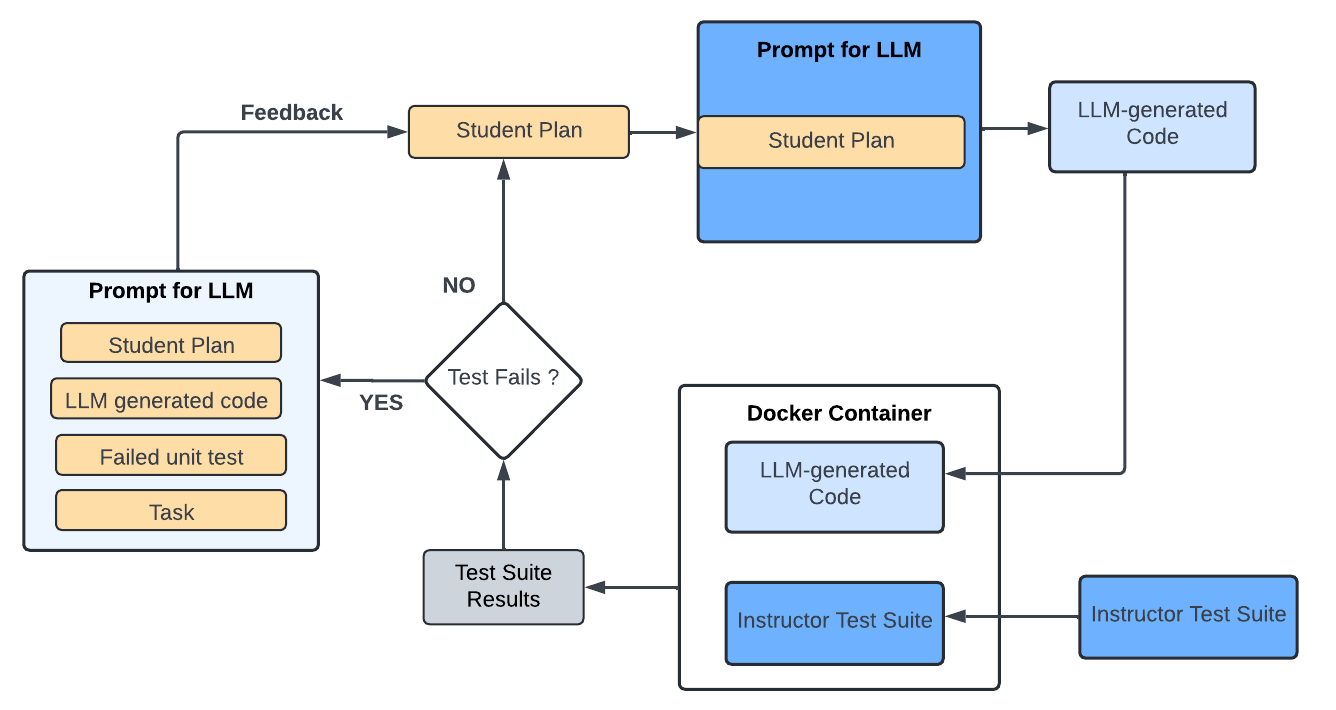 Prompt for LLM
Feedback
Student Plan
Student Plan
LLM-generated
Code
NO
Prompt for LLM
Student Plan
LLM generated code
Failed unit test
Task
Test Fails ?
YES
Docker Container
LLM-generated
Code
Test Suite
Results
Instructor Test Suite
Instructor Test Suite